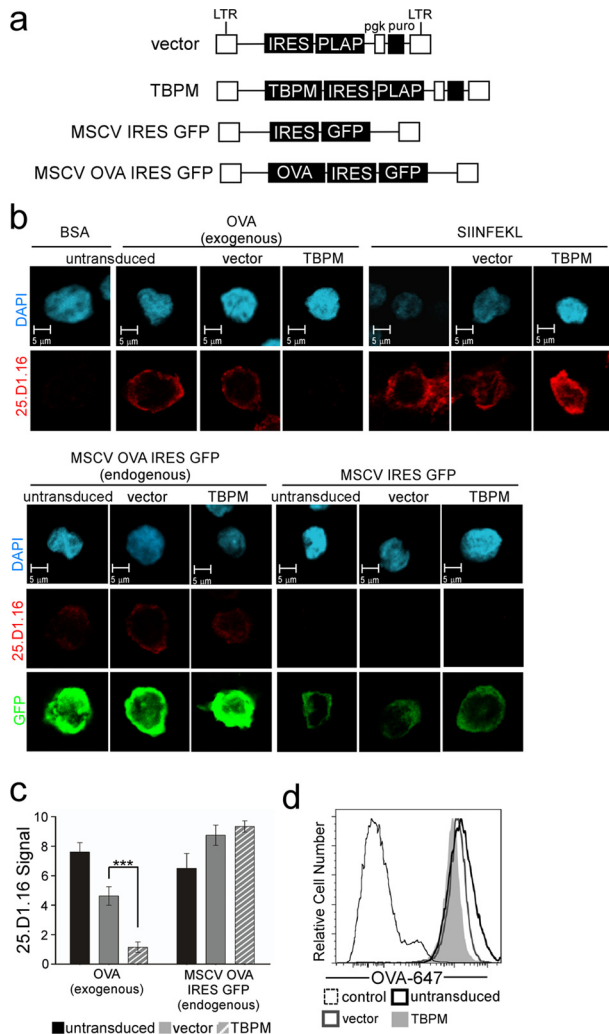 a
LTR LTR
pgk puro
vector IRES PLAP
TBPM TBPM IRES PLAP
MSCV IRES GFP IRES GFP
MSCV OVA IRES GFP OVA IRES GFP
b
BSA OVA (exogenous) SIINFEKL
untransduced vector TBPM vector TBPM
DAPI
5 µm 5 µm 5 µm 5 µm 5 µm 5 µm 5 µm
25.D1.16
MSCV OVA IRES GFP (endogenous) MSCV IRES GFP
untransduced vector TBPM untransduced vector TBPM
DAPI
5 µm 5 µm 5 µm 5 µm 5 µm 5 µm
25.D1.16
GFP
c
25.D1.16 Signal
10
8
6
4
2
0
***
OVA (exogenous)
MSCV OVA IRES GFP (endogenous)
untransduced vector TBPM
d
Relative Cell Number
OVA-647
control untransduced
vector TBPM